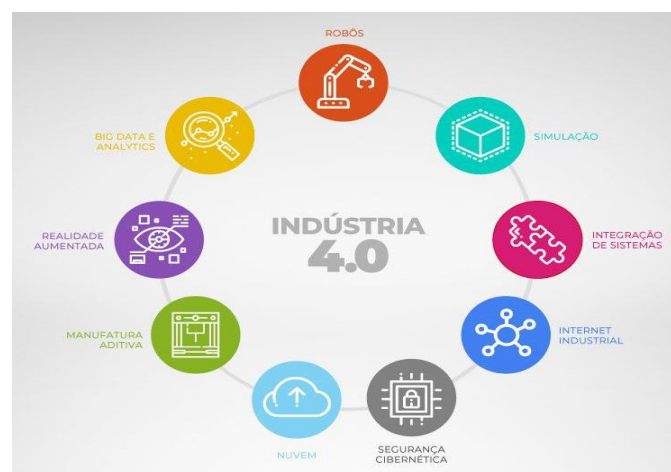 ROBÔS
BIG DATA E
ANALYTICS
SIMULAÇÃO
REALIDADE
AUMENTADA
INDÚSTRIA
4.0
INTEGRAÇÃO
DE SISTEMAS
MANUFATURA
ADITIVA
INTERNET
INDUSTRIAL
NUVEM
SEGURANÇA
CIBERNÉTICA